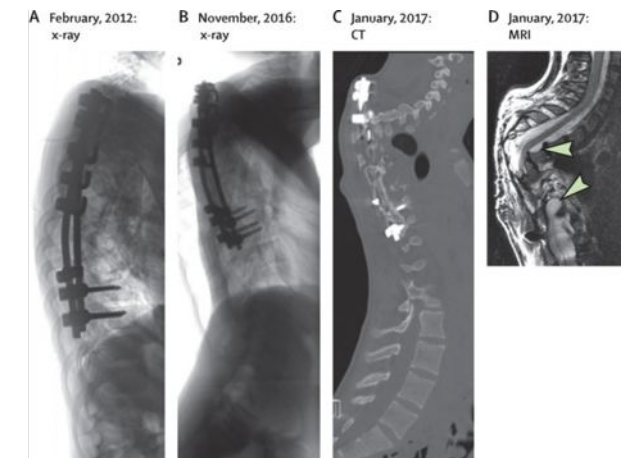 A February, 2012:
x-ray
B November, 2016:
x-ray
C January, 2017:
CT
D January, 2017:
MRI